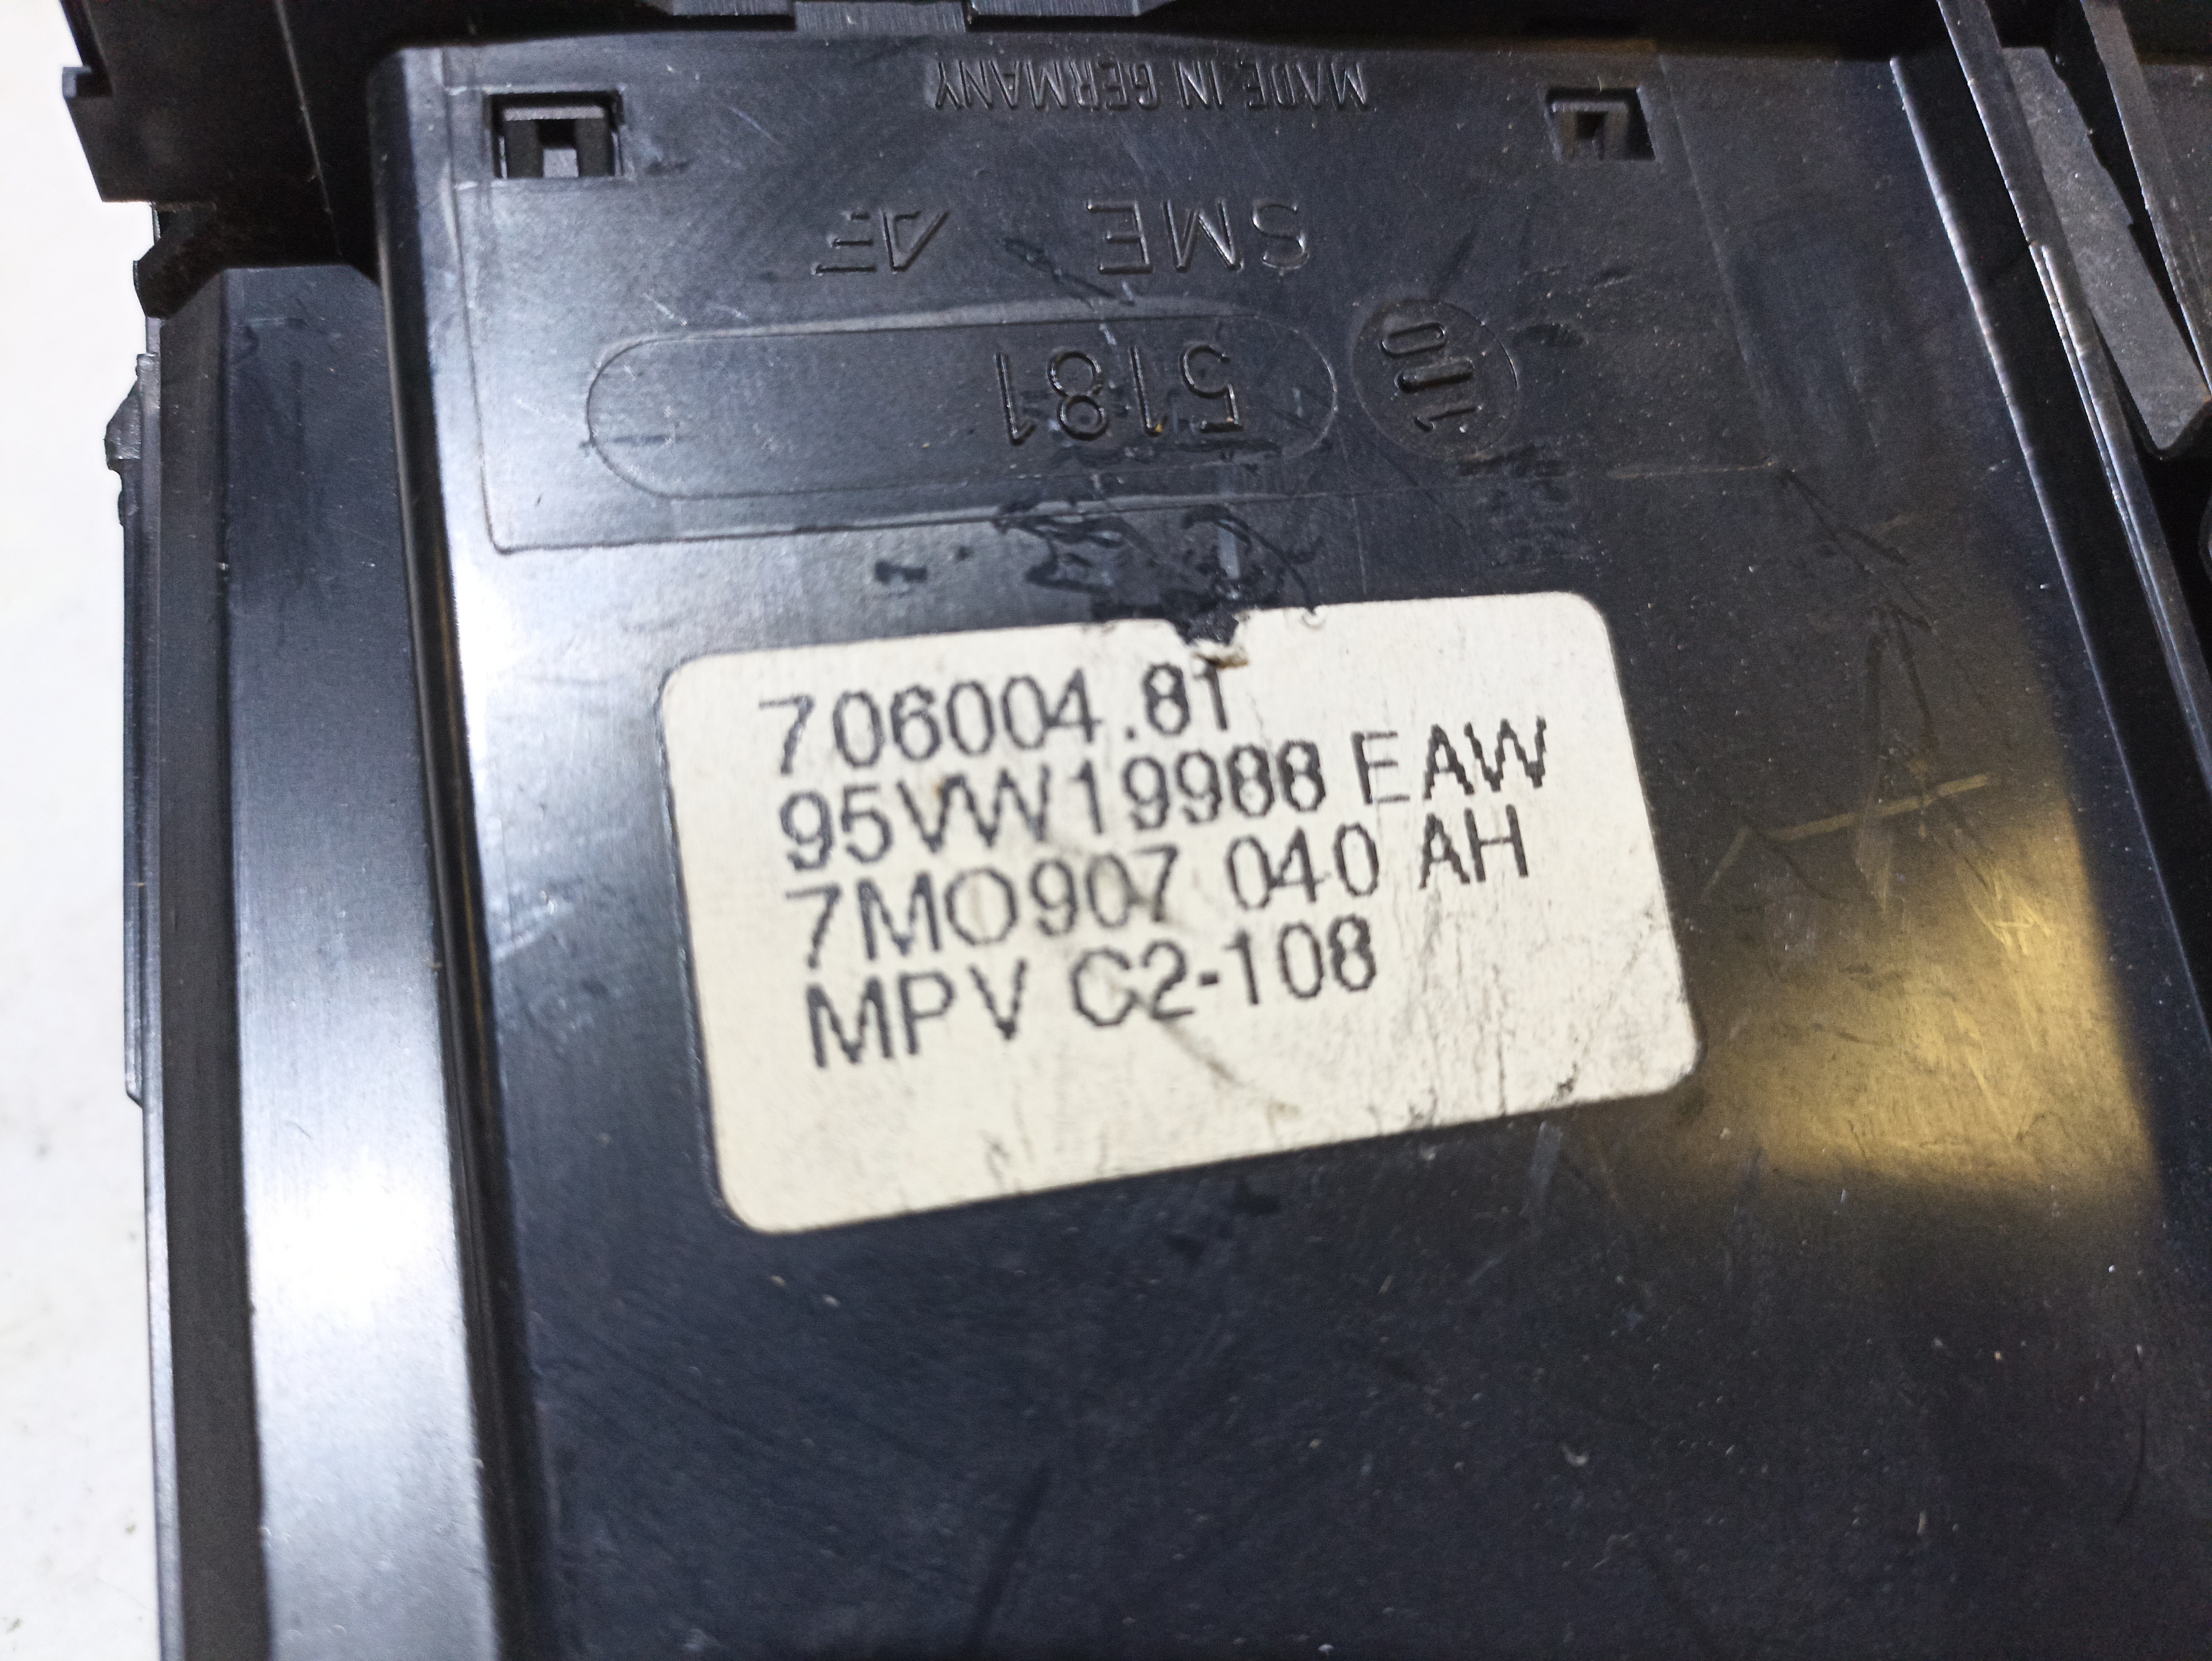 MADE IN GERMANY
SME
5181
706004.81
95VW19988 EAW
7M0907 040 AH
MPV C2-108